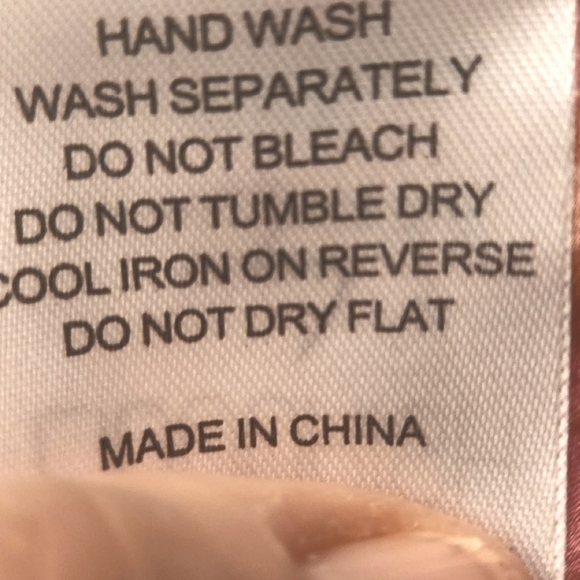 HAND WASH
WASH SEPARATELY
DO NOT BLEACH
DO NOT TUMBLE DRY
COOL IRON ON REVERSE
DO NOT DRY FLAT
MADE IN CHINA